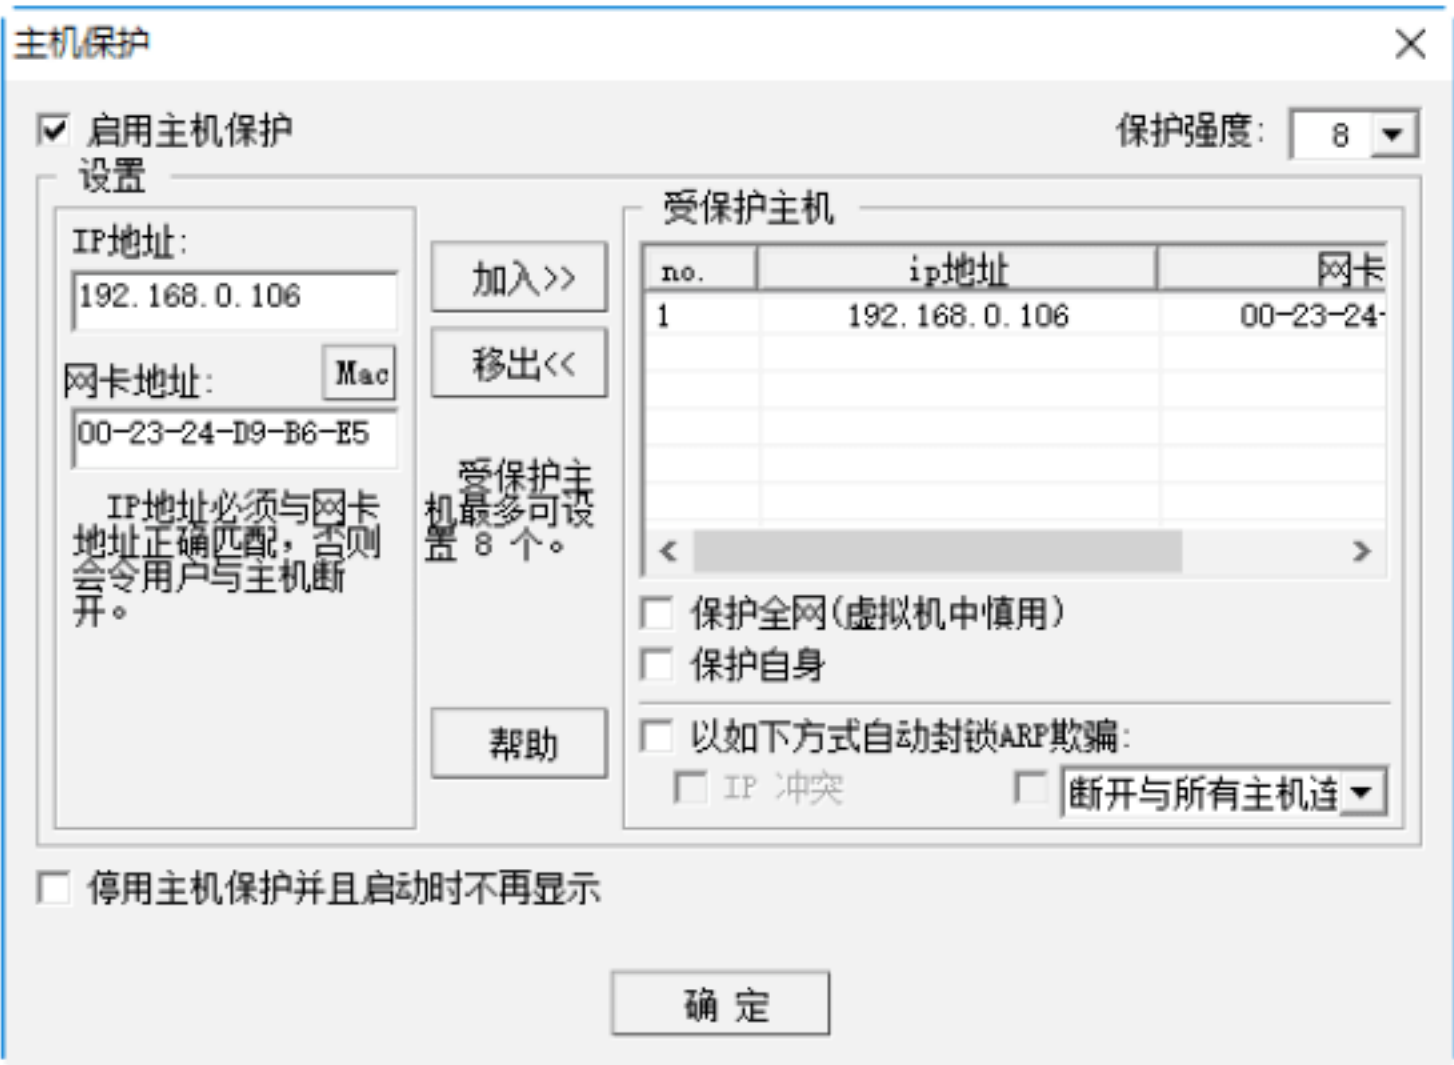 主机保护
启用主机保护
保护强度: 8
设置
IP地址:
192.168.0.106
网卡地址: Mac
00-23-24-D9-B6-E5
IP地址必须与网卡
地址正确匹配，否则
会令用户与主机断
开。
加入>>
移出<<
受保护主
机最多可设
置 8 个。
帮助
受保护主机
no. ip地址 网卡
1 192.168.0.106 00-23-24-
保护全网(虚拟机中慎用)
保护自身
以如下方式自动封锁ARP欺骗:
IP 冲突 断开与所有主机连
停用主机保护并且启动时不再显示
确 定